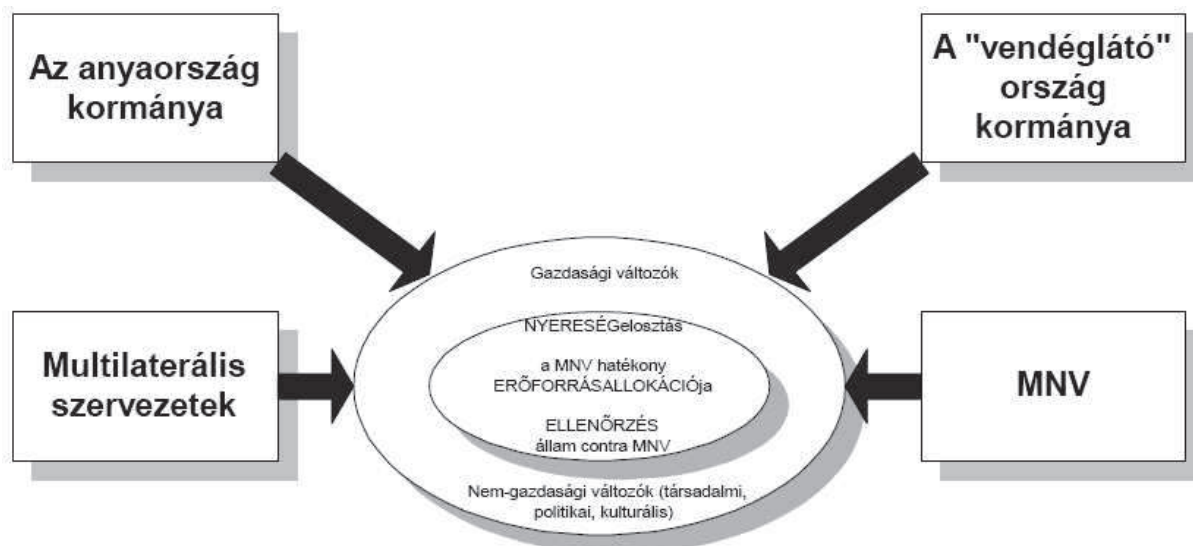 Az anyaország
kormánya
A "vendéglátó"
ország
kormánya
Gazdasági változók
NYERESÉGelosztás
a MNV hatékony
ERŐFORRÁSALLOKÁCIÓja
ELLENŐRZÉS
állam contra MNV
Nem-gazdasági változók (társadalmi,
politikai, kulturális)
Multilaterális
szervezetek
MNV